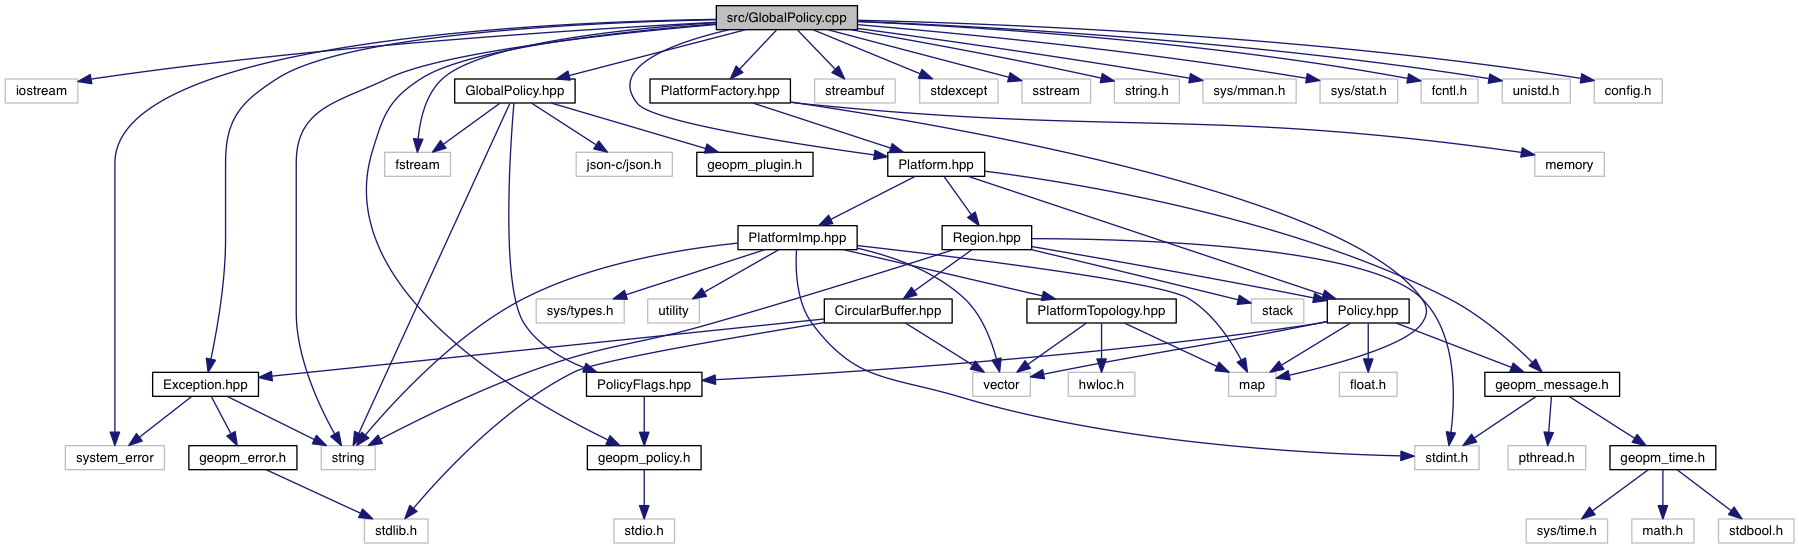 src/GlobalPolicy.cpp
iostream
GlobalPolicy.hpp
PlatformFactory.hpp
streambuf
stdexcept
sstream
string.h
sys/mman.h
sys/stat.h
fcntl.h
unistd.h
config.h
fstream
json-c/json.h
geopm_plugin.h
Platform.hpp
memory
PlatformImp.hpp
Region.hpp
sys/types.h
utility
CircularBuffer.hpp
PlatformTopology.hpp
stack
Policy.hpp
Exception.hpp
PolicyFlags.hpp
vector
hwloc.h
map
float.h
geopm_message.h
system_error
geopm_error.h
string
geopm_policy.h
stdint.h
pthread.h
geopm_time.h
stdlib.h
stdio.h
sys/time.h
math.h
stdbool.h